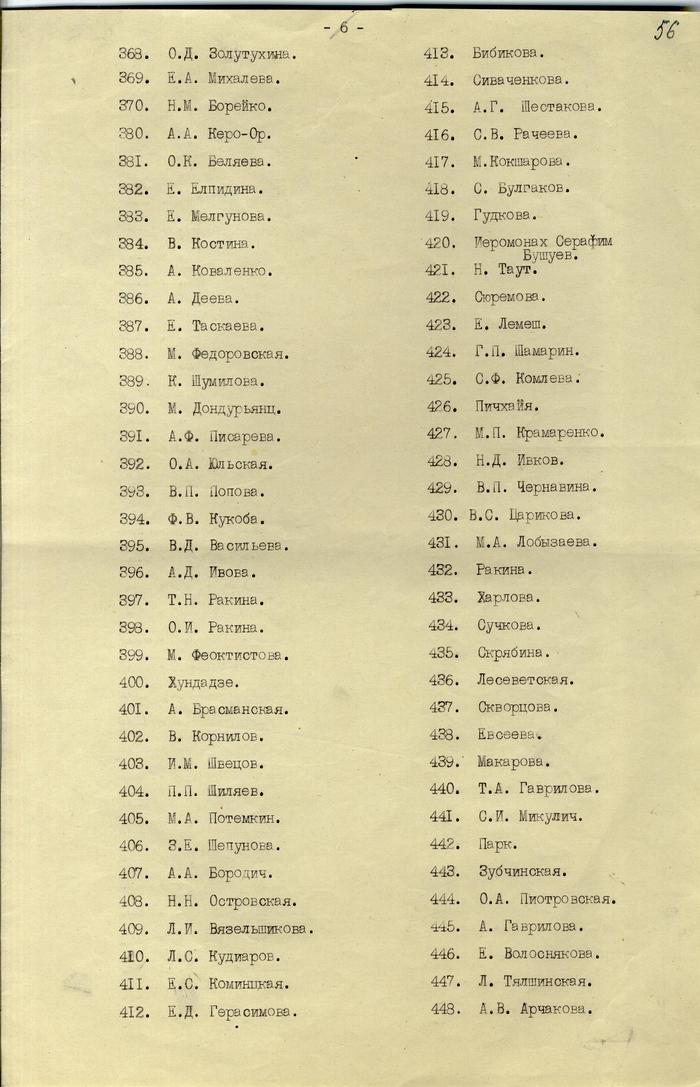 - 6 -
56
368. О.Д. Золутухина.
369. Е.А. Михалева.
370. Н.М. Борейко.
380. А.А. Керо-Ор.
381. О.К. Беляева.
382. Е. Елпидина.
383. Е. Мелгунова.
384. В. Костина.
385. А. Коваленко.
386. А. Деева.
387. Е. Таскаева.
388. М. Федоровская.
389. К. Шумилова.
390. М. Дондурьянц.
391. А.Ф. Писарева.
392. О.А. Юльская.
393. В.П. Попова.
394. Ф.В. Кукоба.
395. В.Д. Васильева.
396. А.Д. Ивова.
397. Т.Н. Ракина.
398. О.И. Ракина.
399. М. Феоктистова.
400. Хундадзе.
401. А. Брасманская.
402. В. Корнилов.
403. И.М. Швецов.
404. П.П. Шиляев.
405. М.А. Потемкин.
406. З.Е. Шепунова.
407. А.А. Бородич.
408. Н.Н. Островская.
409. Л.И. Вязельщикова.
410. Л.С. Кудиаров.
411. Е.С. Коминцкая.
412. Е.Д. Герасимова.
413. Бибикова.
414. Сиваченкова.
415. А.Г. Шестакова.
416. С.В. Рачеева.
417. М.Кокшарова.
418. С. Булгаков.
419. Гудкова.
420. Иеромонах Серафим
Бушуев.
421. Н. Таут.
422. Сюремова.
423. Е. Лемеш.
424. Г.П. Шамарин.
425. С.Ф. Комлева.
426. Пичхайя.
427. М.П. Крамаренко.
428. Н.Д. Ивков.
429. В.П. Чернавина.
430. В.С. Царикова.
431. М.А. Лобызаева.
432. Ракина.
433. Харлова.
434. Сучкова.
435. Скрябина.
436. Лесеветская.
437. Скворцова.
438. Евсеева.
439. Макарова.
440. Т.А. Гаврилова.
441. С.И. Микулич.
442. Парк.
443. Зубчинская.
444. О.А. Пиотровская.
445. А. Гаврилова.
446. Е. Волоснякова.
447. Л. Тялшинская.
448. А.В. Арчакова.